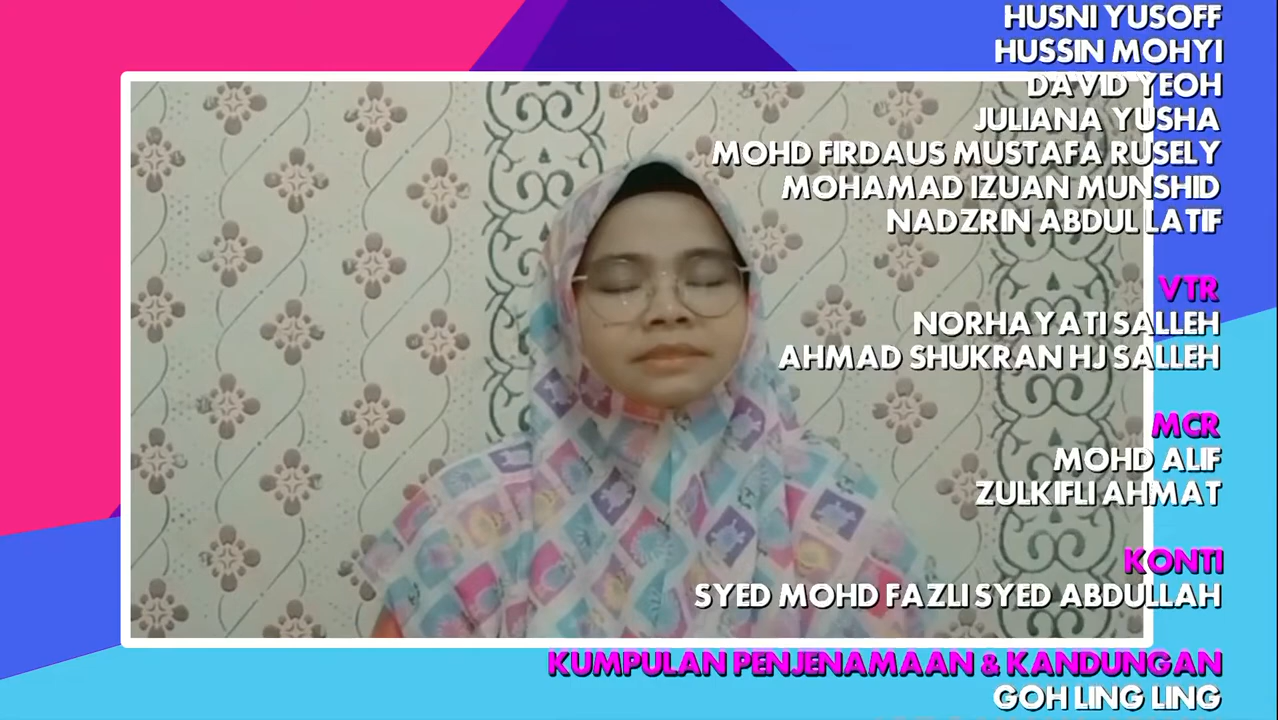 HUSNI YUSOFF
HUSSIN MOHYI
DAVID YEOH
JULIANA YUSHA
MOHD FIRDAUS MUSTAFA RUSELY
MOHAMAD IZUAN MUNSHID
NADZRIN ABDUL LATIF
VTR
NORHAYATI SALLEH
AHMAD SHUKRAN HJ SALLEH
MCR
MOHD ALIF
ZULKIFLI AHMAT
KONTI
SYED MOHD FAZLI SYED ABDULLAH
KUMPULAN PENJENAMAAN & KANDUNGAN
GOH LING LING